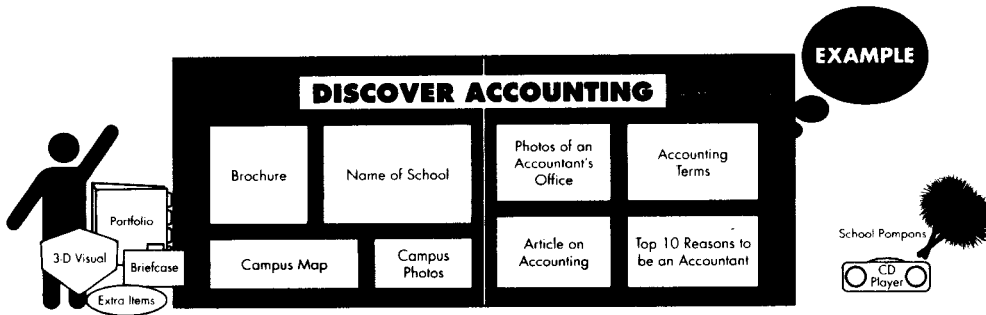 EXAMPLE
DISCOVER ACCOUNTING
Brochure
Name of School
Photos of an
Accountant's
Office
Accounting
Terms
Campus Map
Campus
Photos
Article on
Accounting
Top 10 Reasons to
be an Accountant
Portfolio
3-D Visual
Briefcase
Extra Items
School Pompons
CD
Player